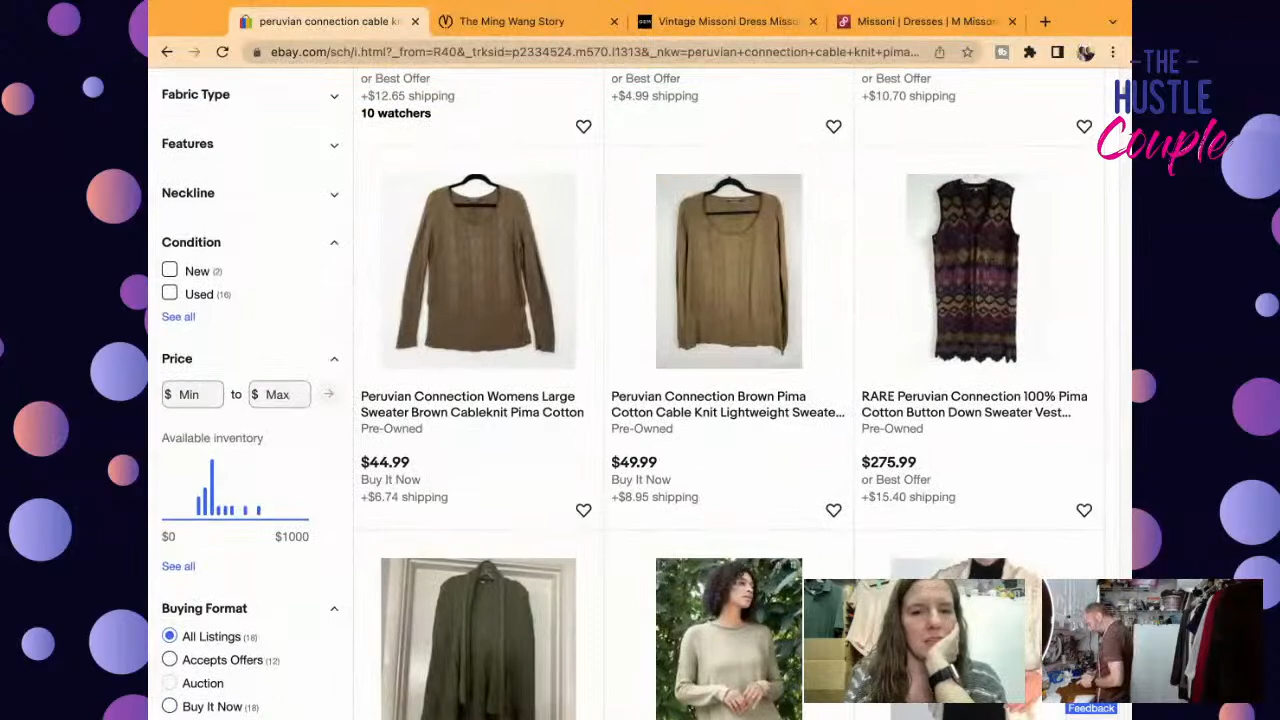 peruvian connection cable kn
The Ming Wang Story
Vintage Missoni Dress Misso
Missoni | Dresses | M Misson
ebay.com/sch/i.html?_from=R40&_trksid=p2334524.m570.l1313&_nkw=peruvian+connection+cable+knit+pima...
THE
HUSTLE
Couple
Fabric Type
Features
Neckline
Condition
New (2)
Used (16)
See all
Price
$ Min to $ Max
Available inventory
$0 $1000
See all
Buying Format
All Listings (18)
Accepts Offers (12)
Auction
Buy It Now (18)
or Best Offer
+$12.65 shipping
10 watchers
or Best Offer
+$4.99 shipping
or Best Offer
+$10.70 shipping
Peruvian Connection Womens Large
Sweater Brown Cableknit Pima Cotton
Pre-Owned
$44.99
Buy It Now
+$6.74 shipping
Peruvian Connection Brown Pima
Cotton Cable Knit Lightweight Sweate...
Pre-Owned
$49.99
Buy It Now
+$8.95 shipping
RARE Peruvian Connection 100% Pima
Cotton Button Down Sweater Vest...
Pre-Owned
$275.99
or Best Offer
+$15.40 shipping
Feedback